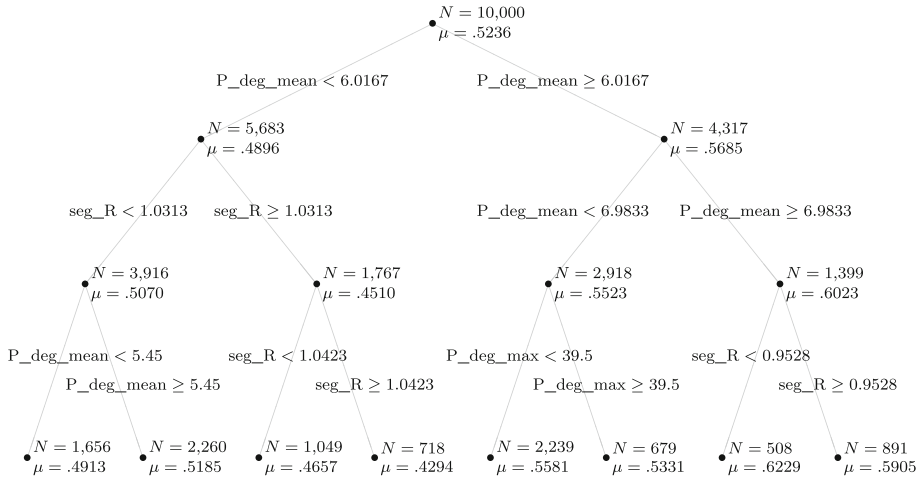 N = 10,000
μ = .5236
P_deg_mean < 6.0167
P_deg_mean ≥ 6.0167
N = 5,683
μ = .4896
N = 4,317
μ = .5685
seg_R < 1.0313
seg_R ≥ 1.0313
P_deg_mean < 6.9833
P_deg_mean ≥ 6.9833
N = 3,916
μ = .5070
N = 1,767
μ = .4510
N = 2,918
μ = .5523
N = 1,399
μ = .6023
P_deg_mean < 5.45
P_deg_mean ≥ 5.45
seg_R < 1.0423
seg_R ≥ 1.0423
P_deg_max < 39.5
P_deg_max ≥ 39.5
seg_R < 0.9528
seg_R ≥ 0.9528
N = 1,656
μ = .4913
N = 2,260
μ = .5185
N = 1,049
μ = .4657
N = 718
μ = .4294
N = 2,239
μ = .5581
N = 679
μ = .5331
N = 508
μ = .6229
N = 891
μ = .5905